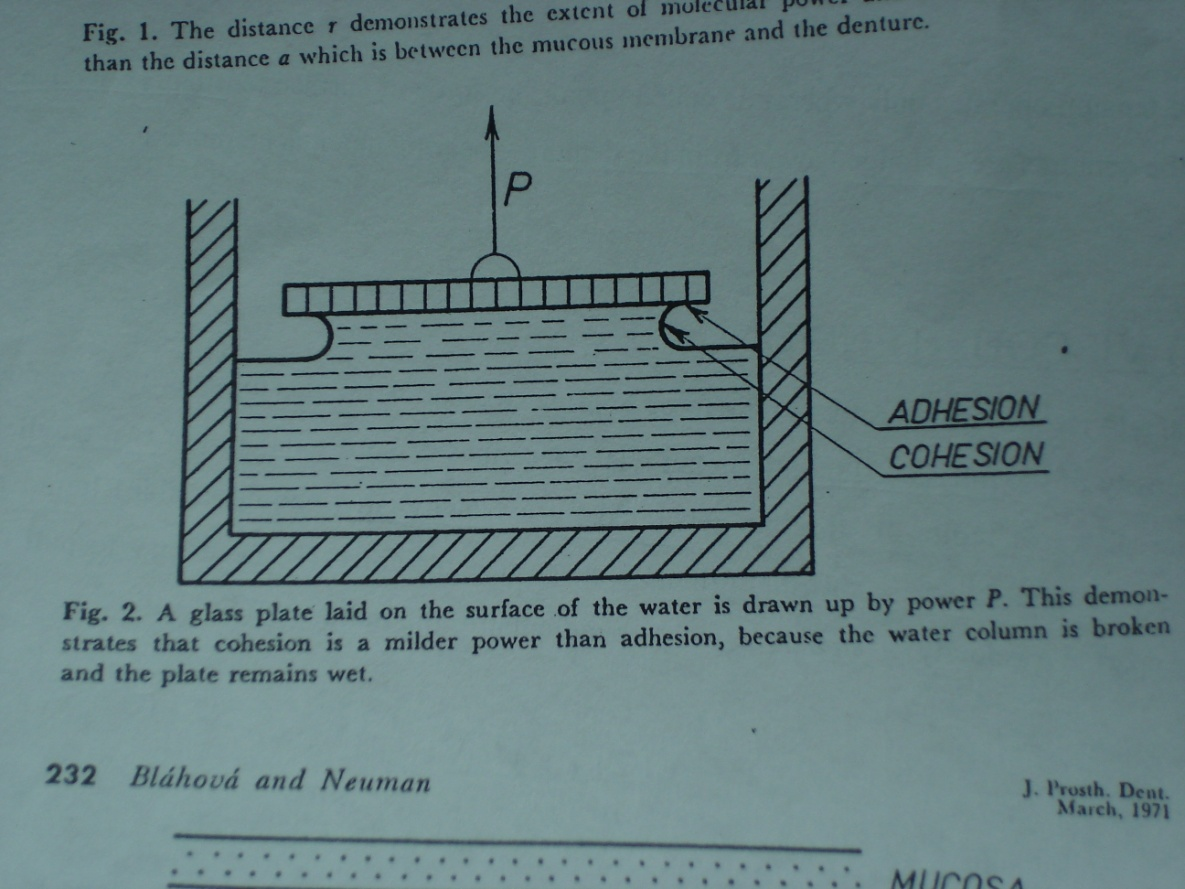 Fig. 1. The distance r demonstrates the extent of molecular power
than the distance a which is between the mucous membrane and the denture.
P
ADHESION
COHESION
Fig. 2. A glass plate laid on the surface of the water is drawn up by power P. This demon-
strates that cohesion is a milder power than adhesion, because the water column is broken
and the plate remains wet.
232 Bláhová and Neuman
J. Prosth. Dent.
March, 1971
MUCOSA